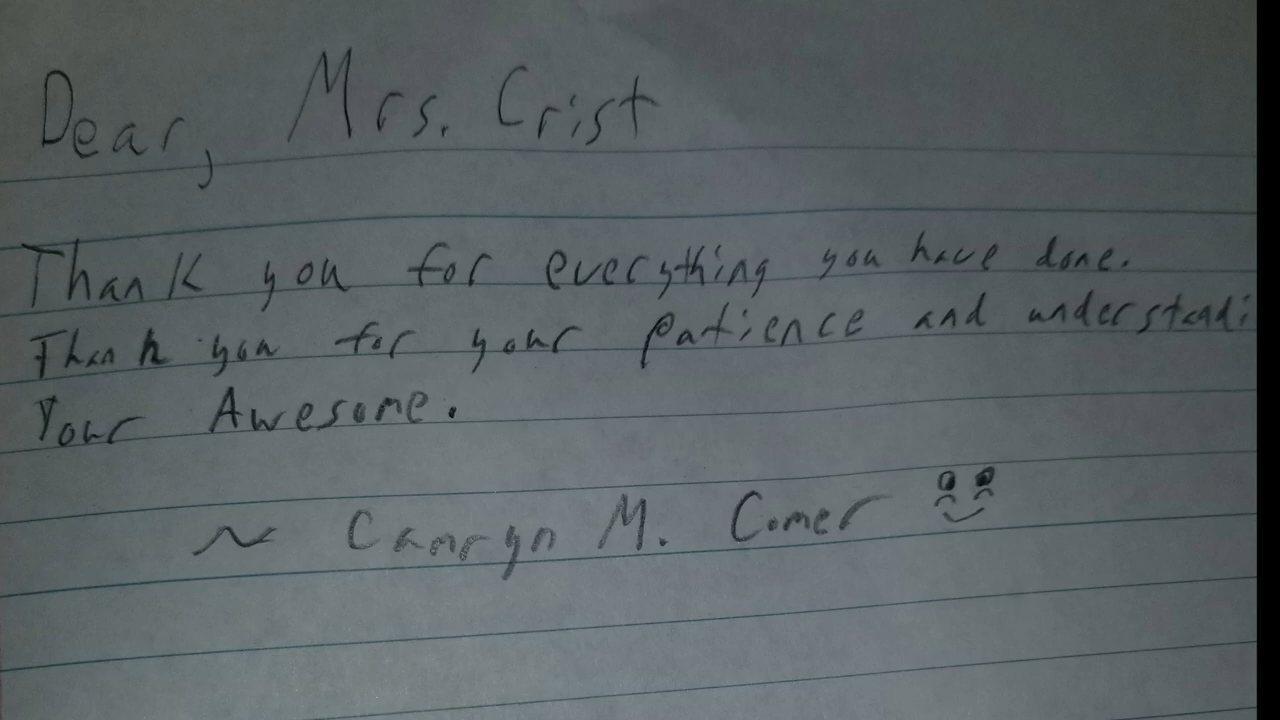 Dear, Mrs. Crist
Thank you for everything you have done.
Thank you for your patience and understandi
Your Awesome.
~ Camryn M. Comer